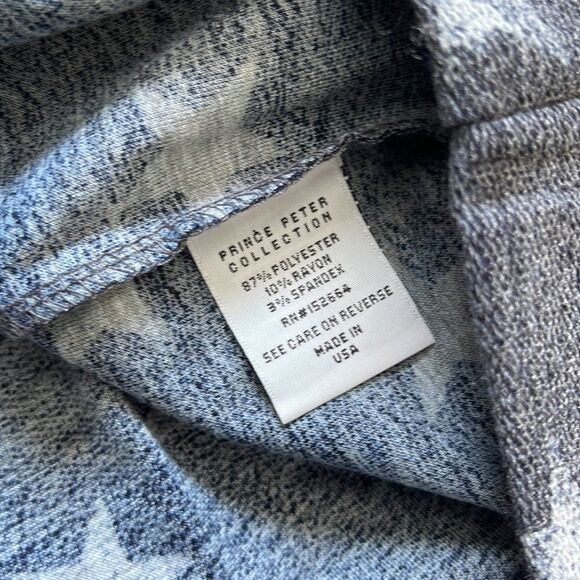 PRINCE PETER
COLLECTION
87% POLYESTER
10% RAYON
3% SPANDEX
RN#152664
SEE CARE ON REVERSE
MADE IN
USA